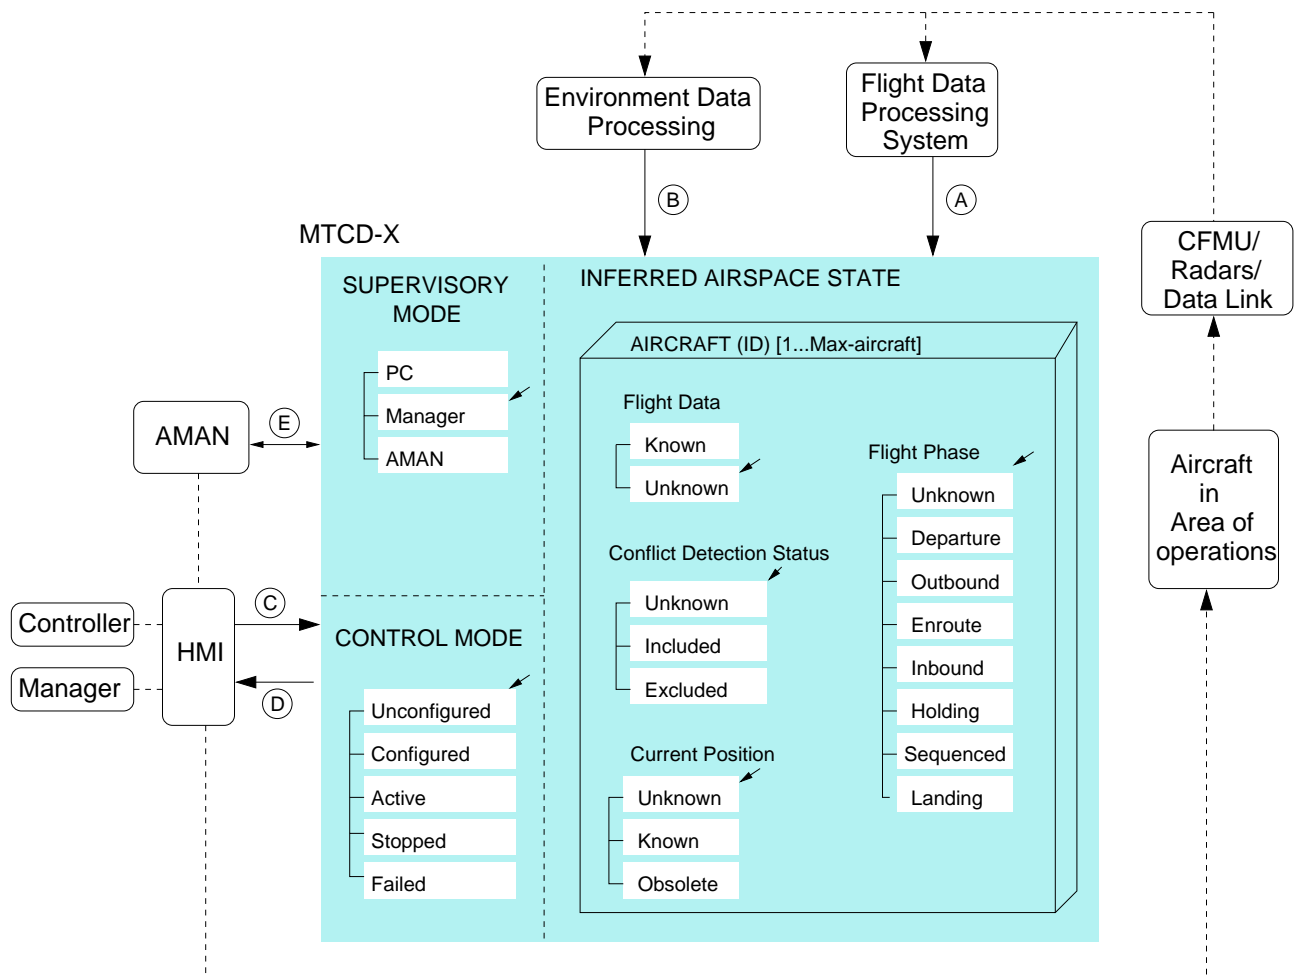 Environment Data
Processing
Flight Data
Processing
System
B
A
MTCD-X
CFMU/
Radars/
Data Link
SUPERVISORY
MODE
INFERRED AIRSPACE STATE
AIRCRAFT (ID) [1...Max-aircraft]
PC
Manager
AMAN
AMAN
E
Flight Data
Known
Unknown
Flight Phase
Unknown
Departure
Outbound
Enroute
Inbound
Holding
Sequenced
Landing
Aircraft
in
Area of
operations
Conflict Detection Status
Unknown
Included
Excluded
Controller
Manager
HMI
C
D
CONTROL MODE
Unconfigured
Configured
Active
Stopped
Failed
Current Position
Unknown
Known
Obsolete